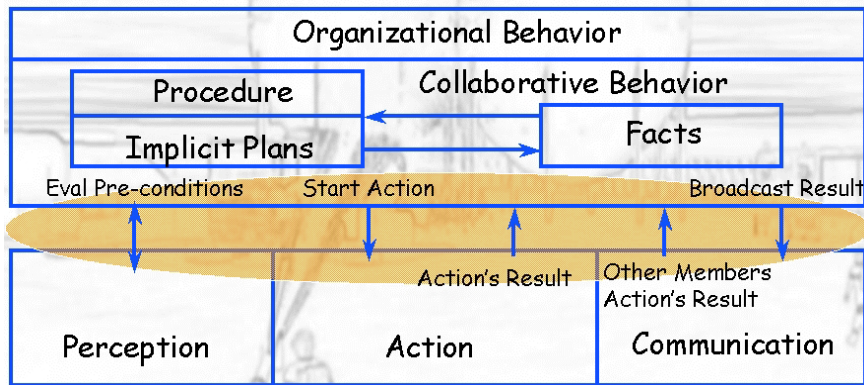 Organizational Behavior
Collaborative Behavior
Procedure
Implicit Plans
Facts
Eval Pre-conditions
Start Action
Broadcast Result
Action's Result
Other Members
Action's Result
Perception
Action
Communication